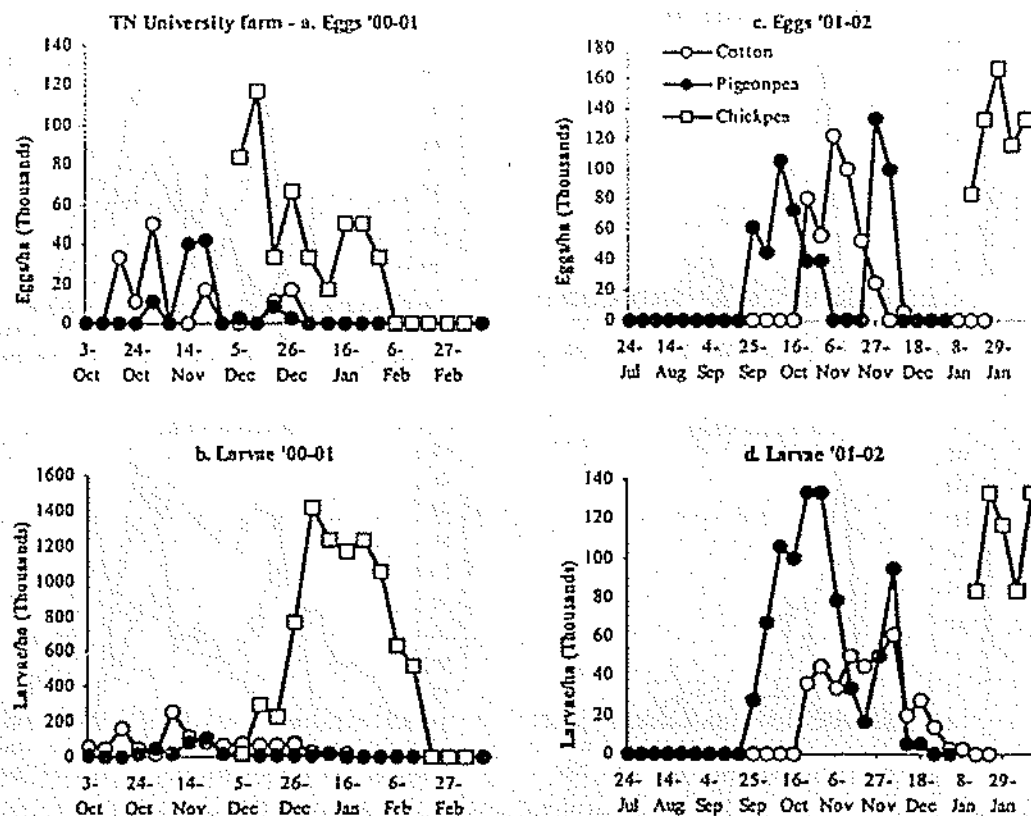 TN University farm - a. Eggs '00-01
Eggs/ha (Thousands)
140
120
100
80
60
40
20
0
3- 24- 14- 5- 26- 16- 6- 27-
Oct Oct Nov Dec Dec Jan Feb Feb
c. Eggs '01-02
Cotton
Pigeonpea
Chickpea
Eggs/ha (Thousands)
180
160
140
120
100
80
60
40
20
0
24- 14- 4- 25- 16- 6- 27- 18- 8- 29-
Jul Aug Sep Sep Oct Nov Nov Dec Jan Jan
b. Larvae '00-01
Larvae/ha (Thousands)
1600
1400
1200
1000
800
600
400
200
0
3- 24- 14- 5- 26- 16- 6- 27-
Oct Oct Nov Dec Dec Jan Feb Feb
d. Larvae '01-02
Larvae/ha (Thousands)
140
120
100
80
60
40
20
0
24- 14- 4- 25- 16- 6- 27- 18- 8- 29-
Jul Aug Sep Sep Oct Nov Nov Dec Jan Jan